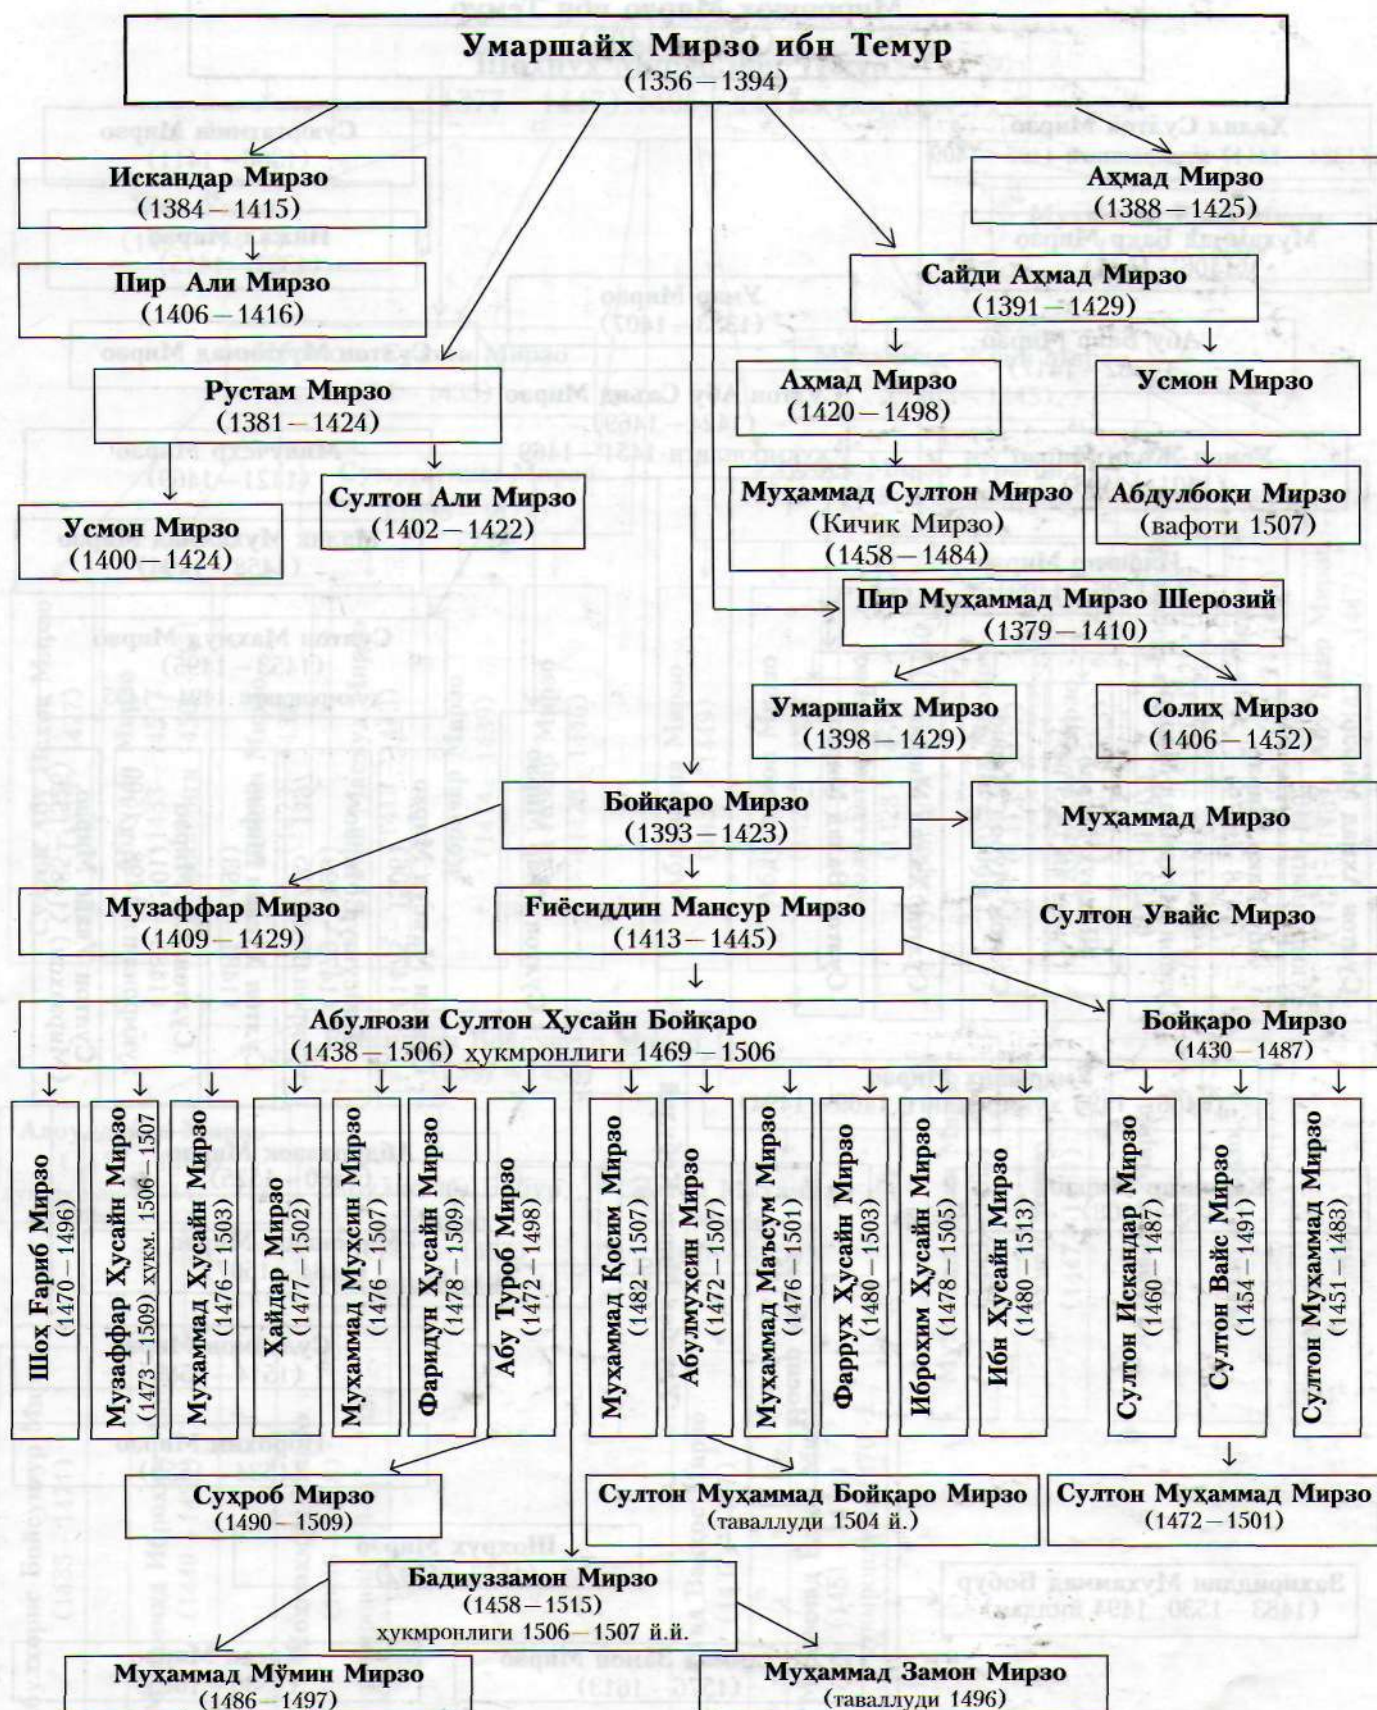 Умаршайх Мирзо ибн Темур
(1356—1394)
Искандар Мирзо
(1384—1415)
Аҳмад Мирзо
(1388—1425)
Пир Али Мирзо
(1406—1416)
Сайди Аҳмад Мирзо
(1391—1429)
Рустам Мирзо
(1381—1424)
Аҳмад Мирзо
(1420—1498)
Усмон Мирзо
Усмон Мирзо
(1400—1424)
Султон Али Мирзо
(1402—1422)
Муҳаммад Султон Мирзо
(Кичик Мирзо)
(1458—1484)
Абдулбоқи Мирзо
(вафоти 1507)
Пир Муҳаммад Мирзо Шерозий
(1379—1410)
Умаршайх Мирзо
(1398—1429)
Солиҳ Мирзо
(1406—1452)
Бойқаро Мирзо
(1393—1423)
Муҳаммад Мирзо
Музаффар Мирзо
(1409—1429)
Ғиёсиддин Мансур Мирзо
(1413—1445)
Султон Увайс Мирзо
Абулғози Султон Ҳусайн Бойқаро
(1438—1506) ҳукмронлиги 1469—1506
Бойқаро Мирзо
(1430—1487)
Шоҳ Ғариб Мирзо
(1470—1496)
Музаффар Ҳусайн Мирзо
(1473—1509) ҳукм. 1506—1507
Муҳаммад Ҳусайн Мирзо
(1476—1503)
Ҳайдар Мирзо
(1477—1502)
Муҳаммад Муҳсин Мирзо
(1476—1507)
Фаридун Ҳусайн Мирзо
(1478—1509)
Абу Туроб Мирзо
(1472—1498)
Муҳаммад Қосим Мирзо
(1482—1507)
Абулмуҳсин Мирзо
(1472—1507)
Муҳаммад Маъсум Мирзо
(1476—1501)
Фаррух Ҳусайн Мирзо
(1480—1503)
Иброҳим Ҳусайн Мирзо
(1478—1505)
Ибн Ҳусайн Мирзо
(1480—1513)
Султон Искандар Мирзо
(1460—1487)
Султон Вайс Мирзо
(1454—1491)
Султон Муҳаммад Мирзо
(1451—1483)
Суҳроб Мирзо
(1490—1509)
Султон Муҳаммад Бойқаро Мирзо
(таваллуди 1504 й.)
Султон Муҳаммад Мирзо
(1472—1501)
Бадиуззамон Мирзо
(1458—1515)
ҳукмронлиги 1506—1507 й.й.
Муҳаммад Мўмин Мирзо
(1486—1497)
Муҳаммад Замон Мирзо
(таваллуди 1496)